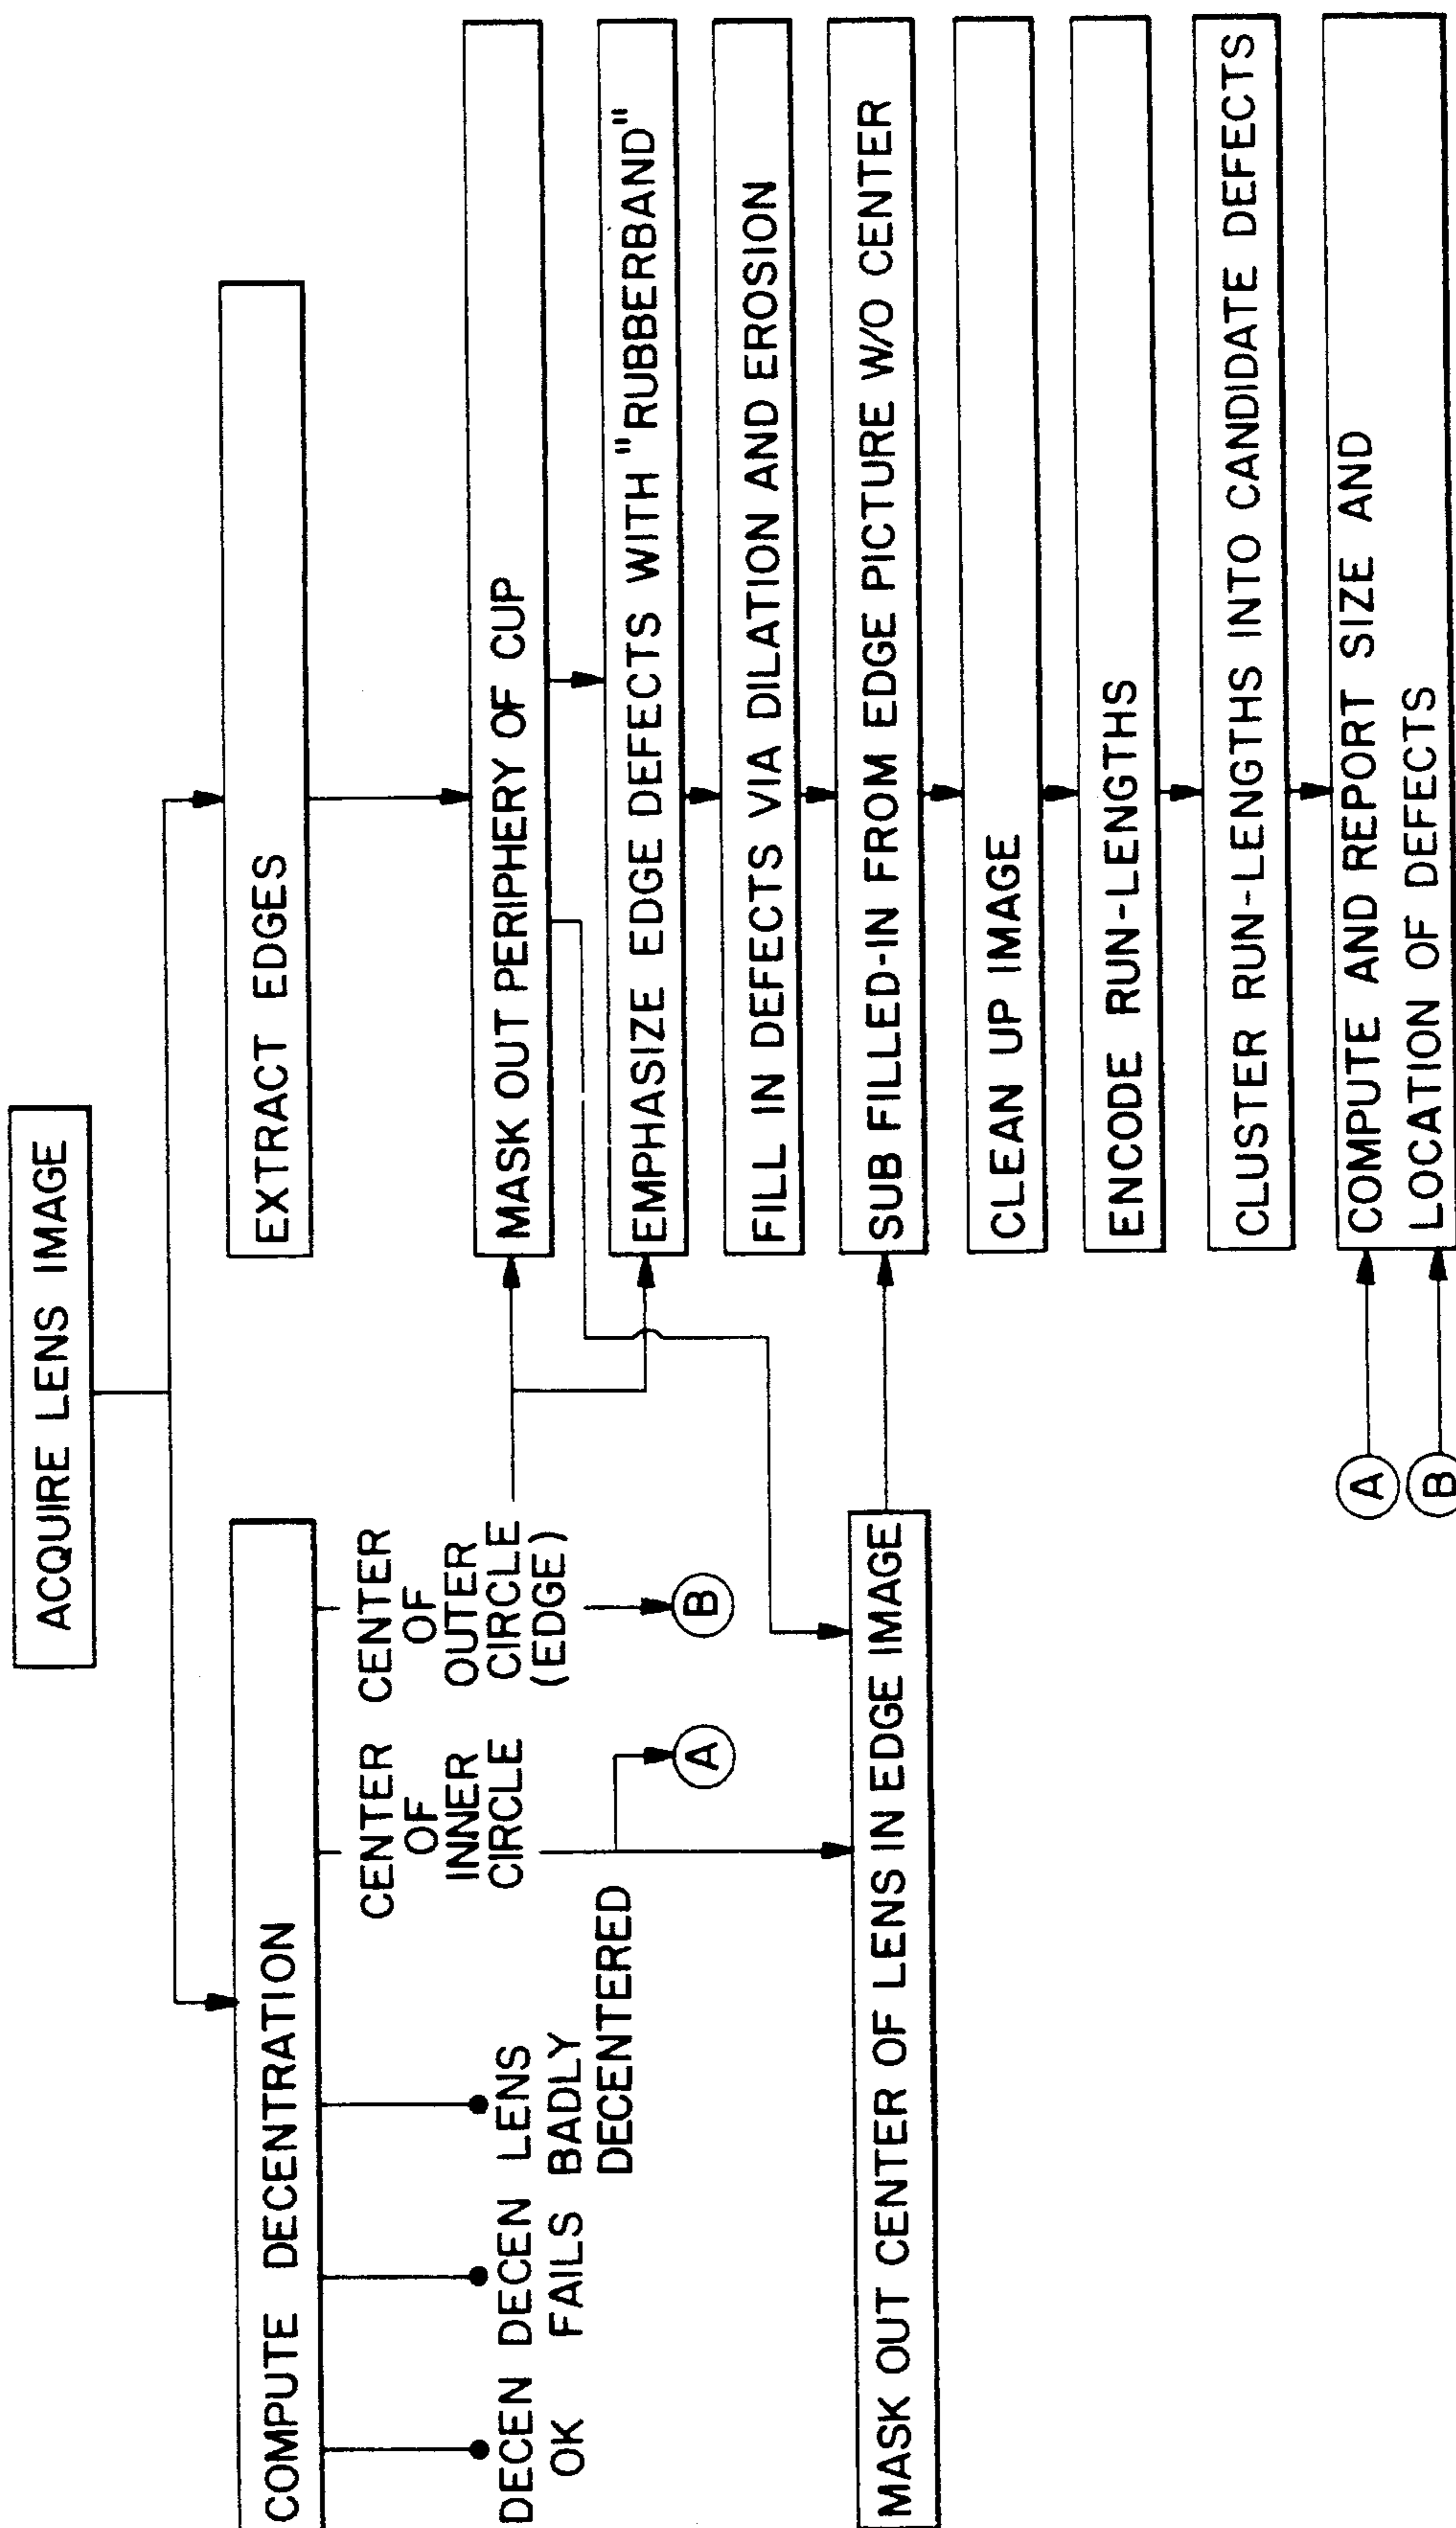 ACQUIRE LENS IMAGE
COMPUTE DECENTRATION
EXTRACT EDGES
DECEN
OK
DECEN
FAILS
LENS
BADLY
DECENTERED
CENTER
OF
INNER
CIRCLE
CENTER
OF
OUTER
CIRCLE
(EDGE)
A
B
MASK OUT CENTER OF LENS IN EDGE IMAGE
MASK OUT PERIPHERY OF CUP
EMPHASIZE EDGE DEFECTS WITH "RUBBERBAND"
FILL IN DEFECTS VIA DILATION AND EROSION
SUB FILLED-IN FROM EDGE PICTURE W/O CENTER
CLEAN UP IMAGE
ENCODE RUN-LENGTHS
CLUSTER RUN-LENGTHS INTO CANDIDATE DEFECTS
A
B
COMPUTE AND REPORT SIZE AND
LOCATION OF DEFECTS